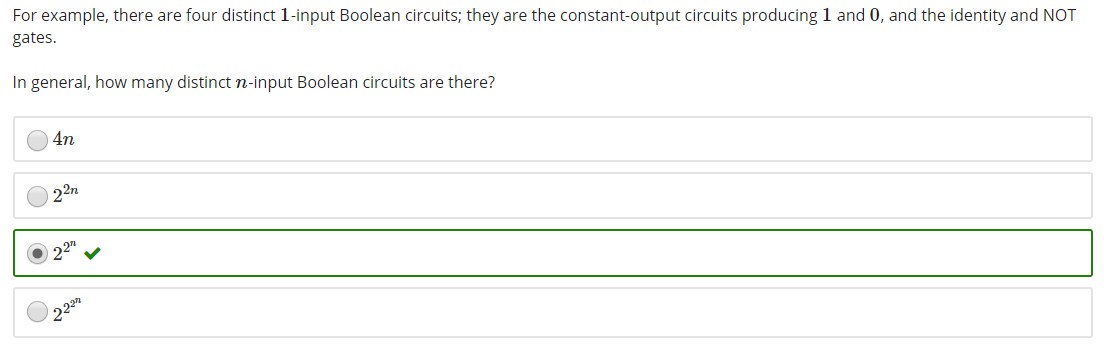 For example, there are four distinct 1-input Boolean circuits; they are the constant-output circuits producing 1 and 0, and the identity and NOT
gates.
In general, how many distinct n-input Boolean circuits are there?
4n
2^{2n}
2^{2^n} ✔
2^{2^{2^n}}